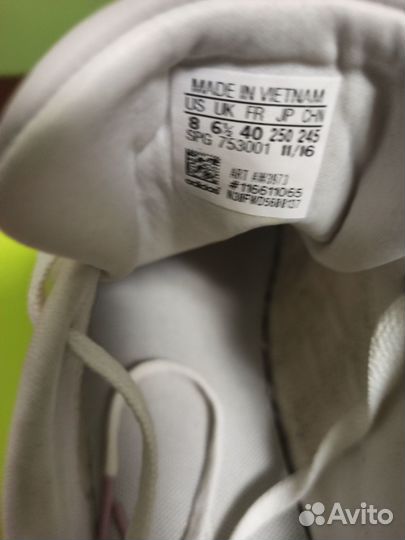 MADE IN VIETNAM
US UK FR JP CHN
8 6½ 40 250 245
SPG 753001 11/16
adidas
ART
#116611065
Avito